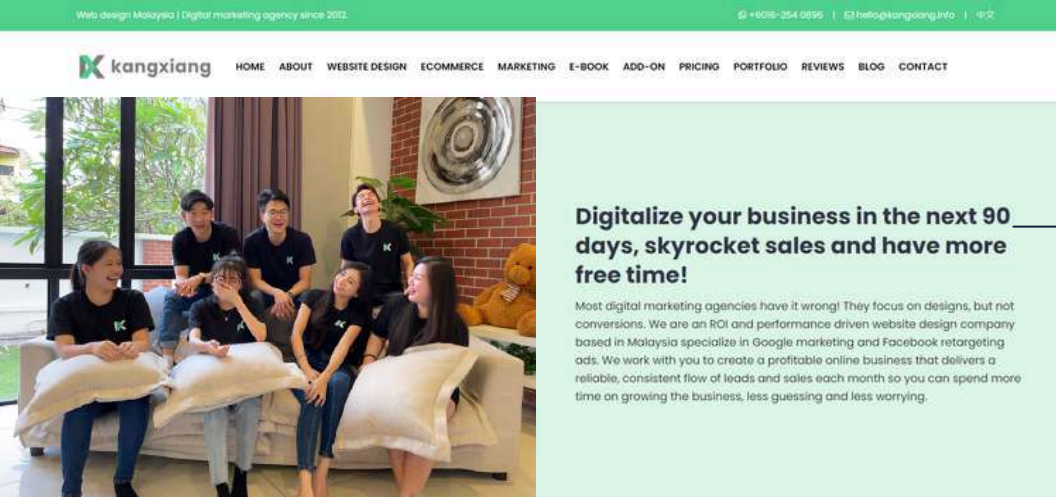 Web design Malaysia | Digital marketing agency since 2012.
+6016-254 0896 | hello@kangxiang.info | 中文
kangxiang
HOME ABOUT WEBSITE DESIGN ECOMMERCE MARKETING E-BOOK ADD-ON PRICING PORTFOLIO REVIEWS BLOG CONTACT
Digitalize your business in the next 90
days, skyrocket sales and have more
free time!
Most digital marketing agencies have it wrong! They focus on designs, but not
conversions. We are an ROI and performance driven website design company
based in Malaysia specialize in Google marketing and Facebook retargeting
ads. We work with you to create a profitable online business that delivers a
reliable, consistent flow of leads and sales each month so you can spend more
time on growing the business, less guessing and less worrying.